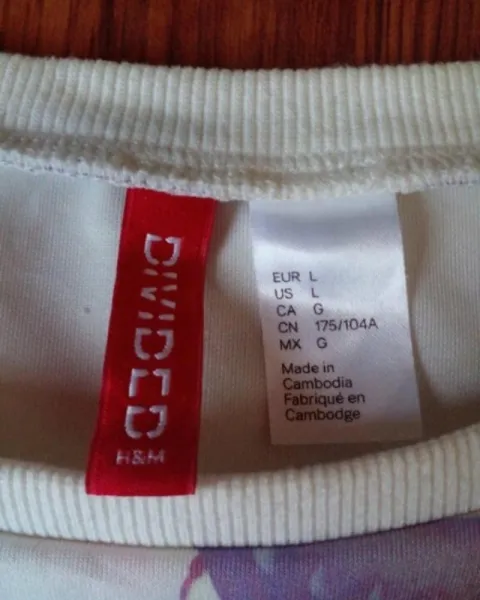 DIVIDED
H&M
EUR L
US L
CA G
CN 175/104A
MX G
Made in
Cambodia
Fabriqué en
Cambodge